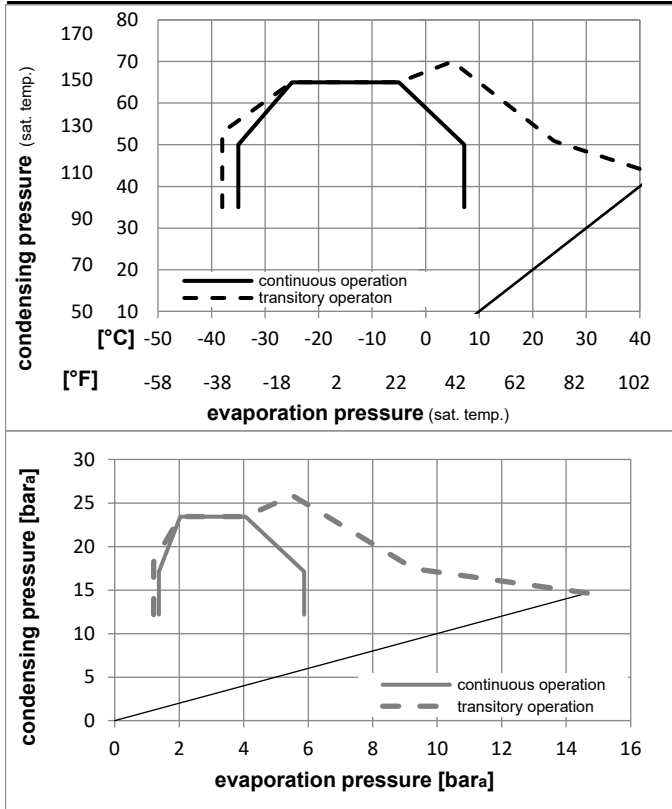 condensing pressure (sat. temp.)
170 80
70
150
60
130
50
110
40
90
30
70
20
50 10
continuous operation
transitory operaton
[°C] -50 -40 -30 -20 -10 0 10 20 30 40
[°F] -58 -38 -18 2 22 42 62 82 102
evaporation pressure (sat. temp.)
condensing pressure [bara]
30
25
20
15
10
5
0
continuous operation
transitory operation
0 2 4 6 8 10 12 14 16
evaporation pressure [bara]